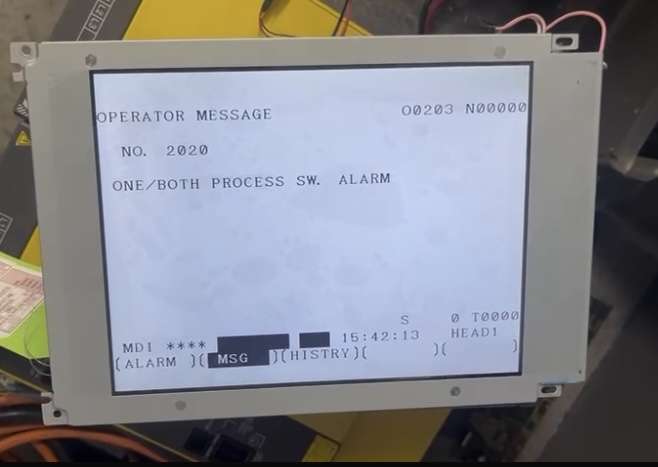 OPERATOR MESSAGE O0203 N00000
NO. 2020
ONE/BOTH PROCESS SW. ALARM
S 0 T0000
MDI **** 15:42:13 HEAD1
(ALARM )( MSG )(HISTRY)( )( )